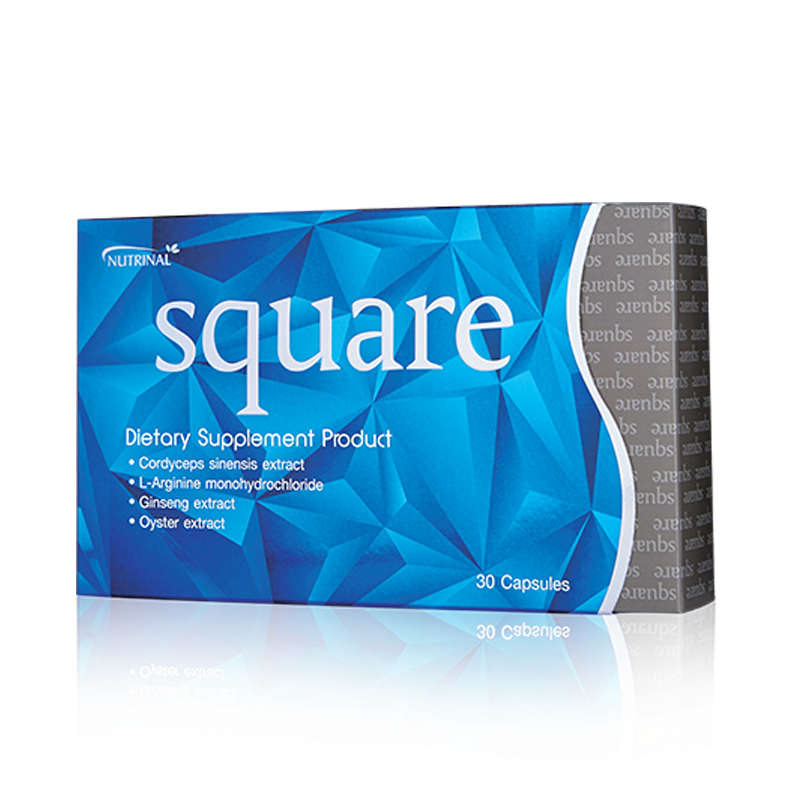 NUTRINAL
square
Dietary Supplement Product
• Cordyceps sinensis extract
• L-Arginine monohydrochloride
• Ginseng extract
• Oyster extract
30 Capsules